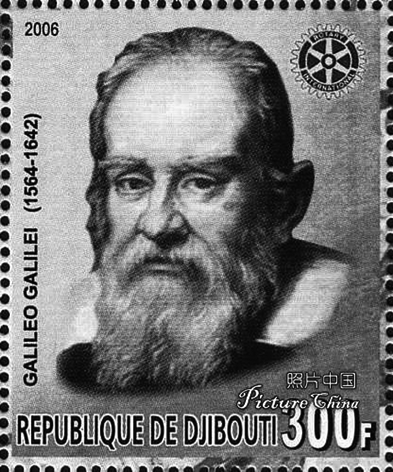 2006
ROTARY
INTERNATIONAL
GALILEO GALILEI (1564-1642)
照片中国
Picture China
REPUBLIQUE DE DJIBOUTI 300F